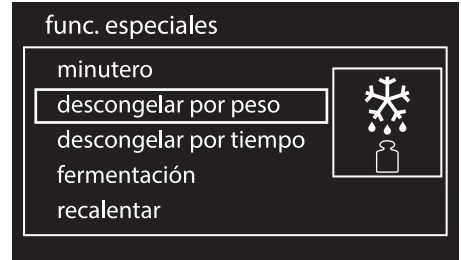 func. especiales
minutero
descongelar por peso
descongelar por tiempo
fermentación
recalentar